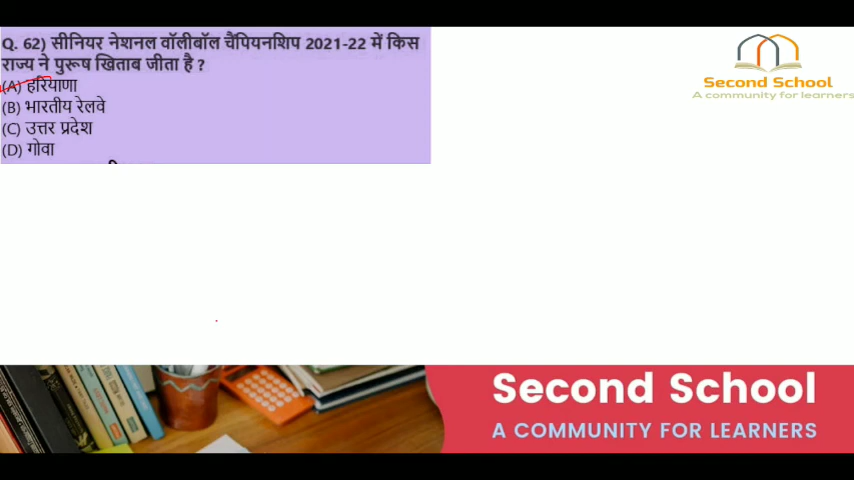 Q. 62) सीनियर नेशनल वॉलीबॉल चैंपियनशिप 2021-22 में किस
राज्य ने पुरूष खिताब जीता है ?
(A) हरियाणा
(B) भारतीय रेलवे
(C) उत्तर प्रदेश
(D) गोवा
Second School
A community for learners
Second School
A COMMUNITY FOR LEARNERS